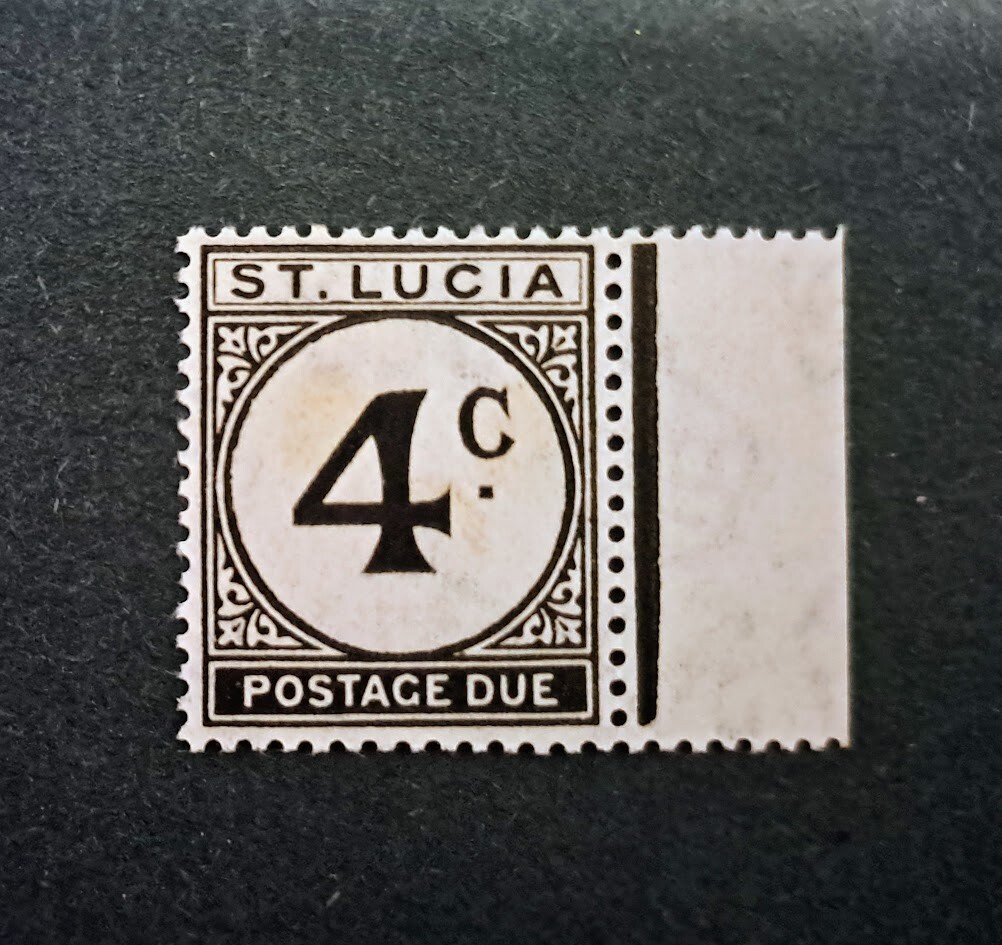 ST. LUCIA
4c.
POSTAGE DUE